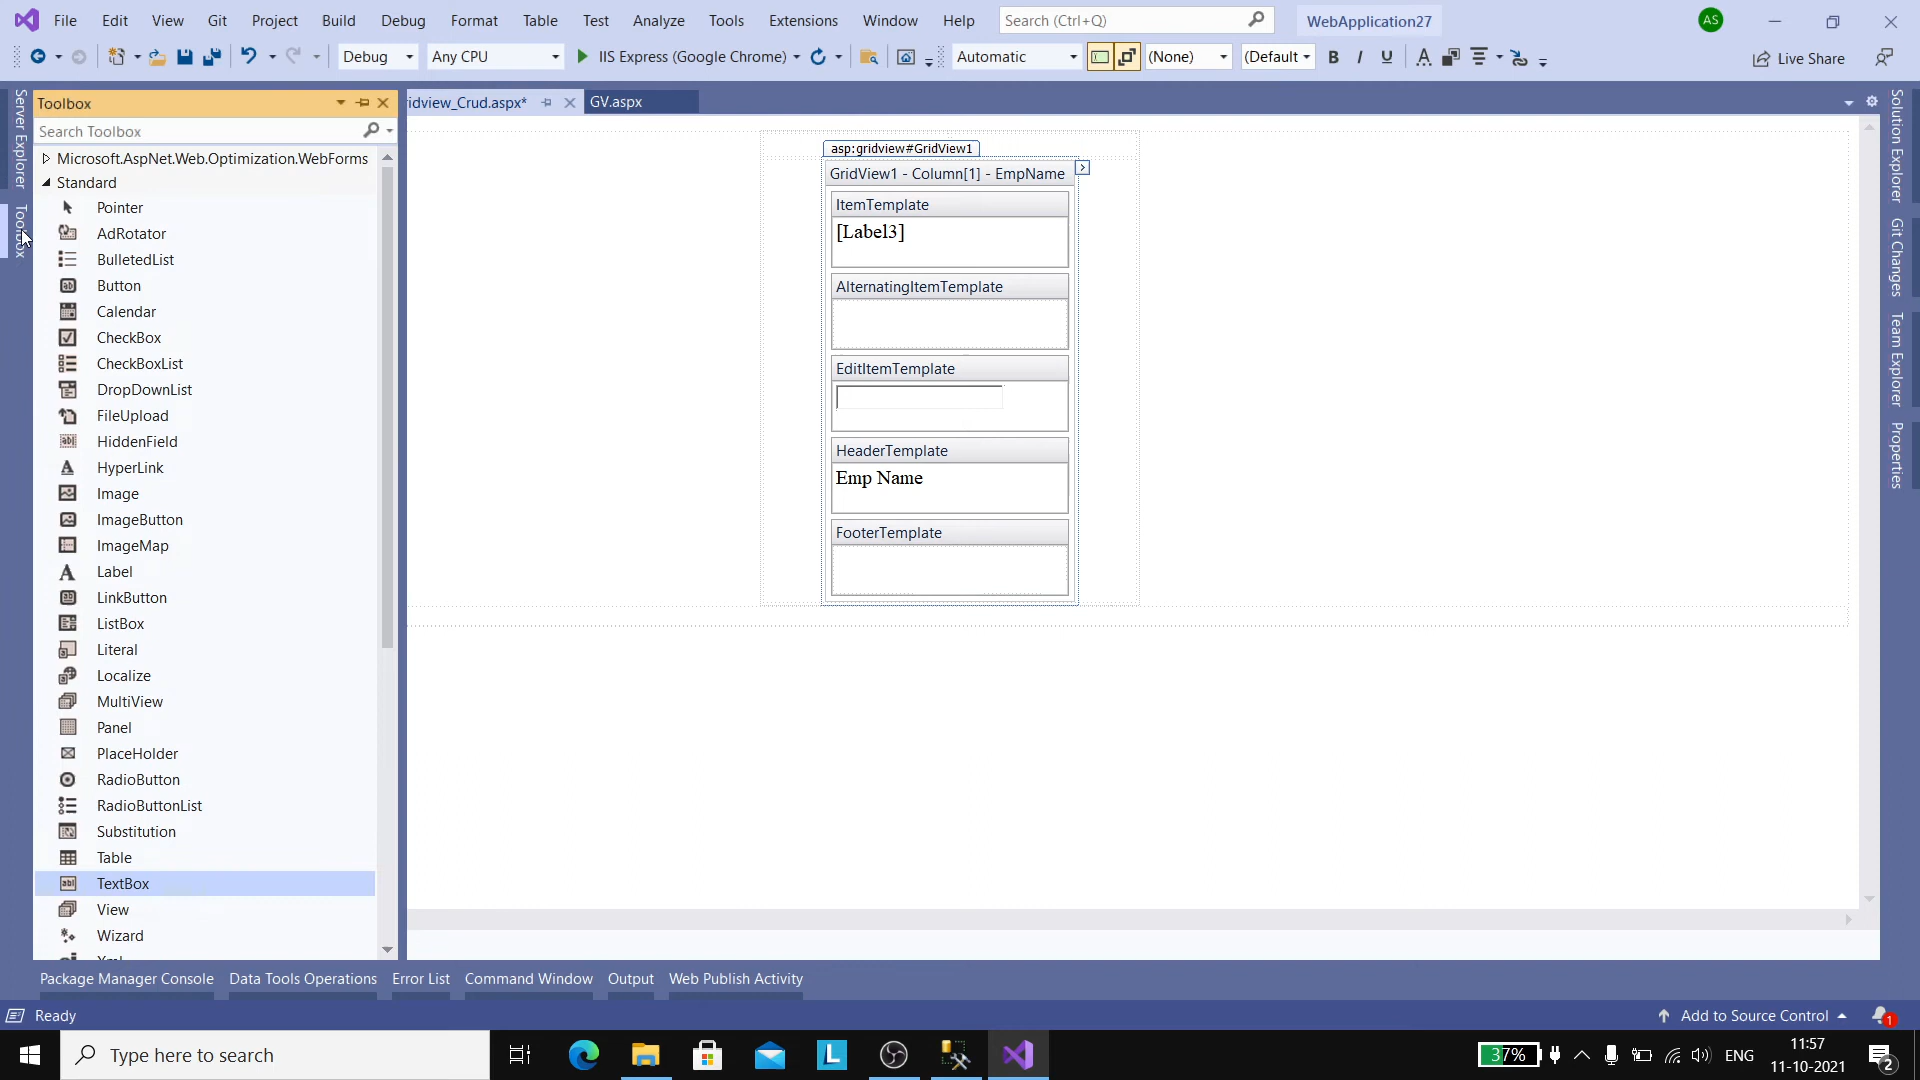 File Edit View Git Project Build Debug Format Table Test Analyze Tools Extensions Window Help Search (Ctrl+Q) WebApplication27 AS
Debug Any CPU IIS Express (Google Chrome) Automatic (None) (Default B I U A Live Share
Server Explorer
Toolbox
Toolbox
Search Toolbox
Microsoft.AspNet.Web.Optimization.WebForms
Standard
Pointer
AdRotator
BulletedList
Button
Calendar
CheckBox
CheckBoxList
DropDownList
FileUpload
HiddenField
HyperLink
Image
ImageButton
ImageMap
Label
LinkButton
ListBox
Literal
Localize
MultiView
Panel
PlaceHolder
RadioButton
RadioButtonList
Substitution
Table
TextBox
View
Wizard
ridview_Crud.aspx* GV.aspx
asp:gridview#GridView1
GridView1 - Column[1] - EmpName
ItemTemplate
[Label3]
AlternatingItemTemplate
EditItemTemplate
HeaderTemplate
Emp Name
FooterTemplate
Solution Explorer
Git Changes
Team Explorer
Properties
Package Manager Console Data Tools Operations Error List Command Window Output Web Publish Activity
Ready Add to Source Control 1
Type here to search 37% ENG 11:57
11-10-2021 2